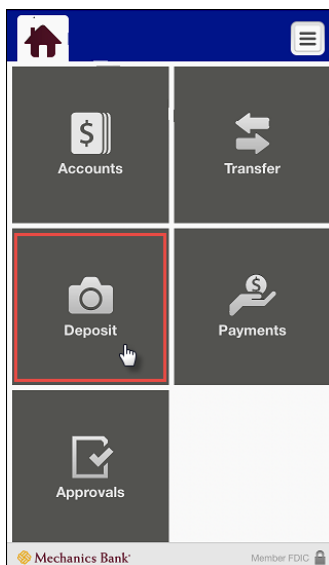 Accounts
Transfer
Deposit
Payments
Approvals
Mechanics Bank
Member FDIC